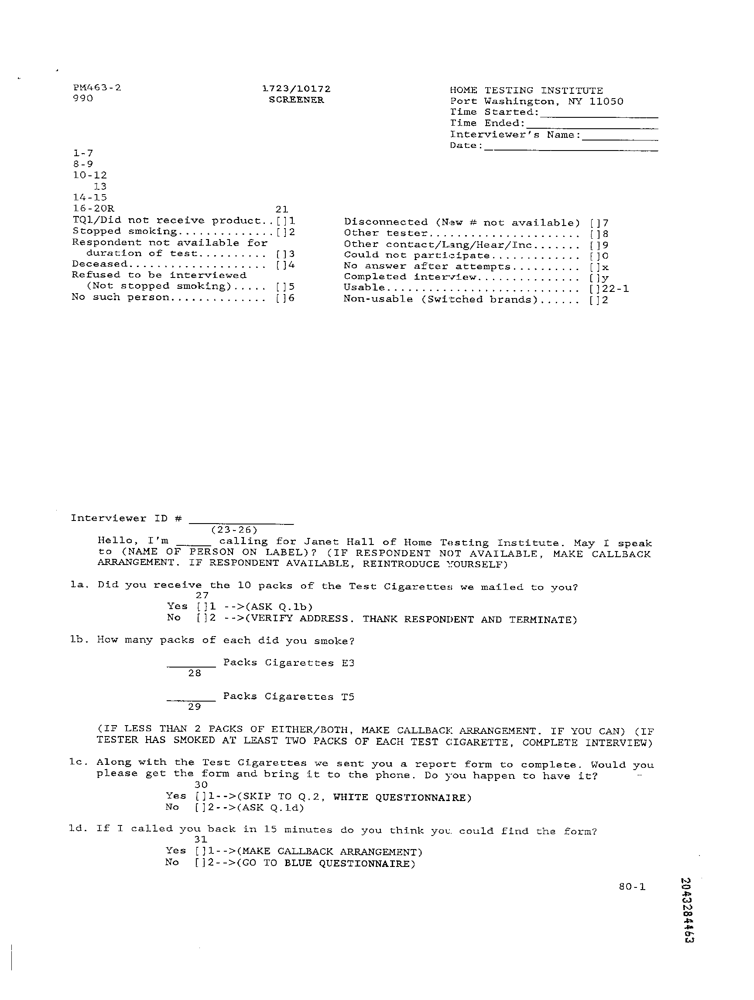 PM463-2
990
1723/10172
SCREENER
HOME TESTING INSTITUTE
Port Washington, NY 11050
Time Started:
Time Ended:
Interviewer's Name:
Date:
1-7
8-9
10-12
13
14-15
16-20R 21
TQ1/Did not receive product..[]1
Stopped smoking.............[]2
Respondent not available for
duration of test.......... []3
Deceased................... []4
Refused to be interviewed
(Not stopped smoking)..... []5
No such person.............. []6
Disconnected (New # not available) []7
Other tester...................... []8
Other contact/Lang/Hear/Inc....... []9
Could not participate............. []0
No answer after attempts.......... []x
Completed interview............... []y
Usable............................ []22-1
Non-usable (Switched brands)...... []2
Interviewer ID # ______________
(23-26)
Hello, I'm _____ calling for Janet Hall of Home Testing Institute. May I speak
to (NAME OF PERSON ON LABEL)? (IF RESPONDENT NOT AVAILABLE, MAKE CALLBACK
ARRANGEMENT. IF RESPONDENT AVAILABLE, REINTRODUCE YOURSELF)
1a. Did you receive the 10 packs of the Test Cigarettes we mailed to you?
27
Yes []1 -->(ASK Q.1b)
No []2 -->(VERIFY ADDRESS. THANK RESPONDENT AND TERMINATE)
1b. How many packs of each did you smoke?
_______ Packs Cigarettes E3
28
_______ Packs Cigarettes T5
29
(IF LESS THAN 2 PACKS OF EITHER/BOTH, MAKE CALLBACK ARRANGEMENT. IF YOU CAN) (IF
TESTER HAS SMOKED AT LEAST TWO PACKS OF EACH TEST CIGARETTE, COMPLETE INTERVIEW)
1c. Along with the Test Cigarettes we sent you a report form to complete. Would you
please get the form and bring it to the phone. Do you happen to have it?
30
Yes []1-->(SKIP TO Q.2, WHITE QUESTIONNAIRE)
No []2-->(ASK Q.1d)
1d. If I called you back in 15 minutes do you think you could find the form?
31
Yes []1-->(MAKE CALLBACK ARRANGEMENT)
No []2-->(GO TO BLUE QUESTIONNAIRE)
80-1
2043284463